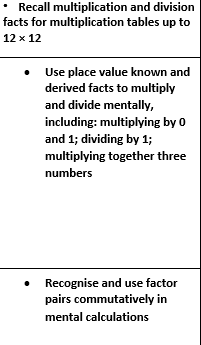 • Recall multiplication and division
facts for multiplication tables up to
12 × 12
• Use place value known and
derived facts to multiply
and divide mentally,
including: multiplying by 0
and 1; dividing by 1;
multiplying together three
numbers
• Recognise and use factor
pairs commutatively in
mental calculations